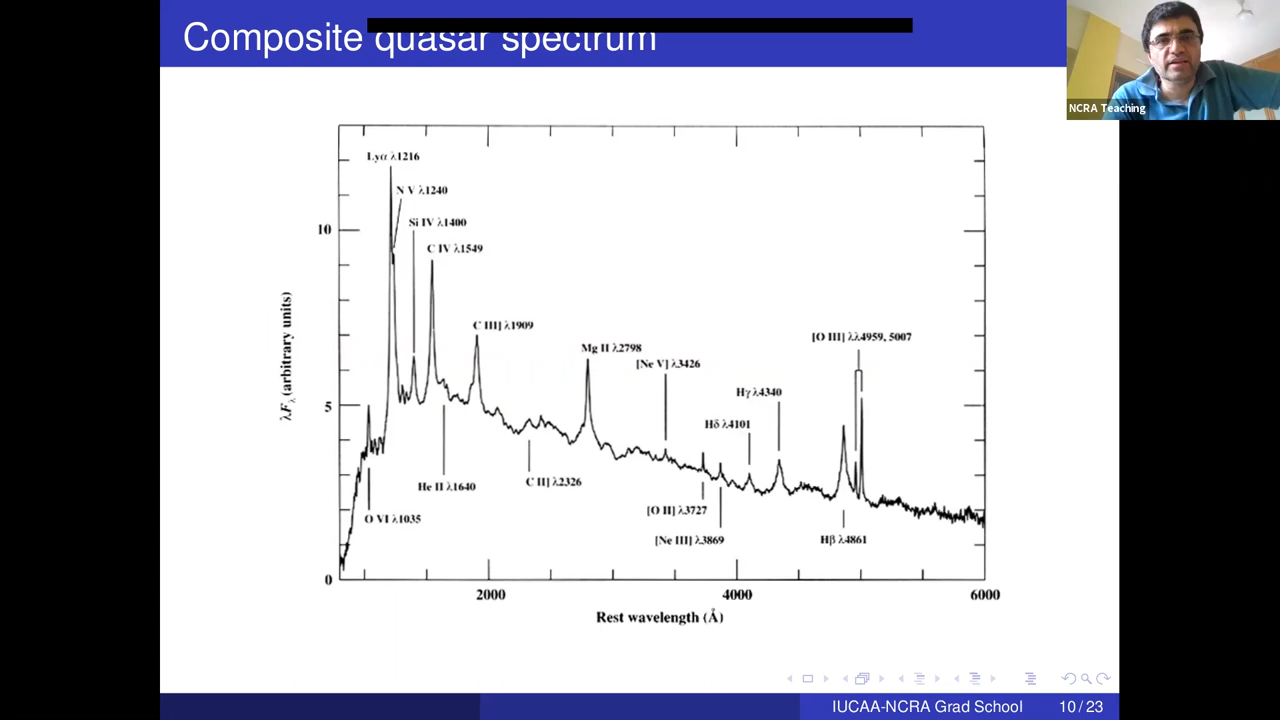 Composite quasar spectrum
NCRA Teaching
Lyα λ1216
N V λ1240
Si IV λ1400
C IV λ1549
C III] λ1909
Mg II λ2798
[Ne V] λ3426
[O III] λλ4959, 5007
Hγ λ4340
Hδ λ4101
He II λ1640
C II] λ2326
O VI λ1035
[O II] λ3727
[Ne III] λ3869
Hβ λ4861
10
5
0
λFλ (arbitrary units)
2000 4000 6000
Rest wavelength (Å)
IUCAA-NCRA Grad School 10 / 23